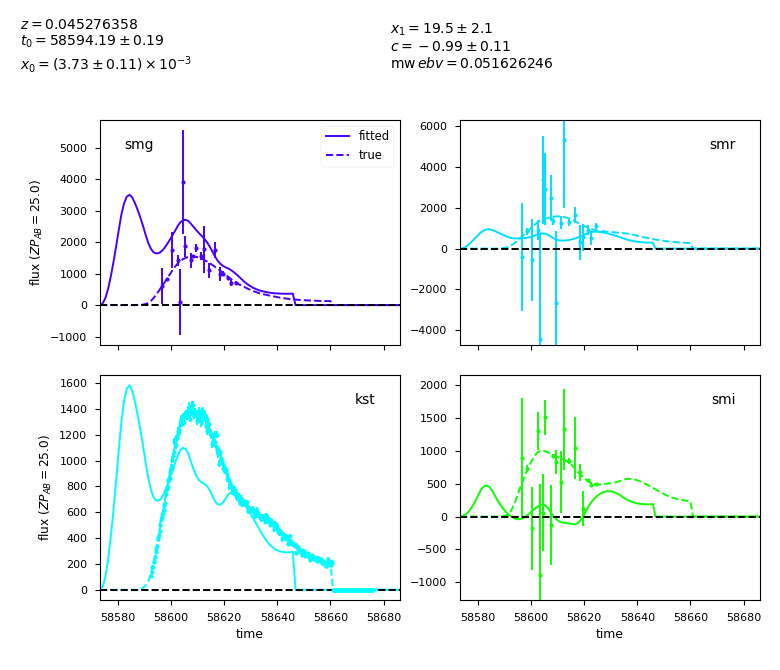 z = 0.045276358
t₀ = 58594.19 ± 0.19
x₀ = (3.73 ± 0.11) × 10⁻³
x₁ = 19.5 ± 2.1
c = −0.99 ± 0.11
mw ebv = 0.051626246
smg
fitted
true
5000
4000
3000
2000
1000
0
−1000
flux (ZP_AB = 25.0)
smr
6000
4000
2000
0
−2000
−4000
kst
1600
1400
1200
1000
800
600
400
200
0
flux (ZP_AB = 25.0)
58580 58600 58620 58640 58660 58680
time
smi
2000
1500
1000
500
0
−500
−1000
58580 58600 58620 58640 58660 58680
time